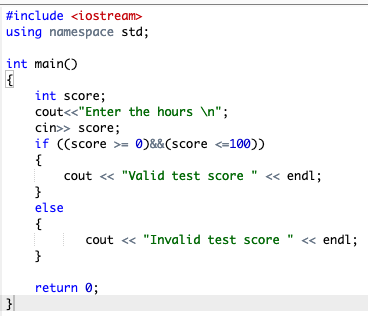 #include <iostream>
using namespace std;
int main()
{
int score;
cout<<"Enter the hours \n";
cin>> score;
if ((score >= 0)&&(score <=100))
{
cout << "Valid test score " << endl;
}
else
{
cout << "Invalid test score " << endl;
}
return 0;
}